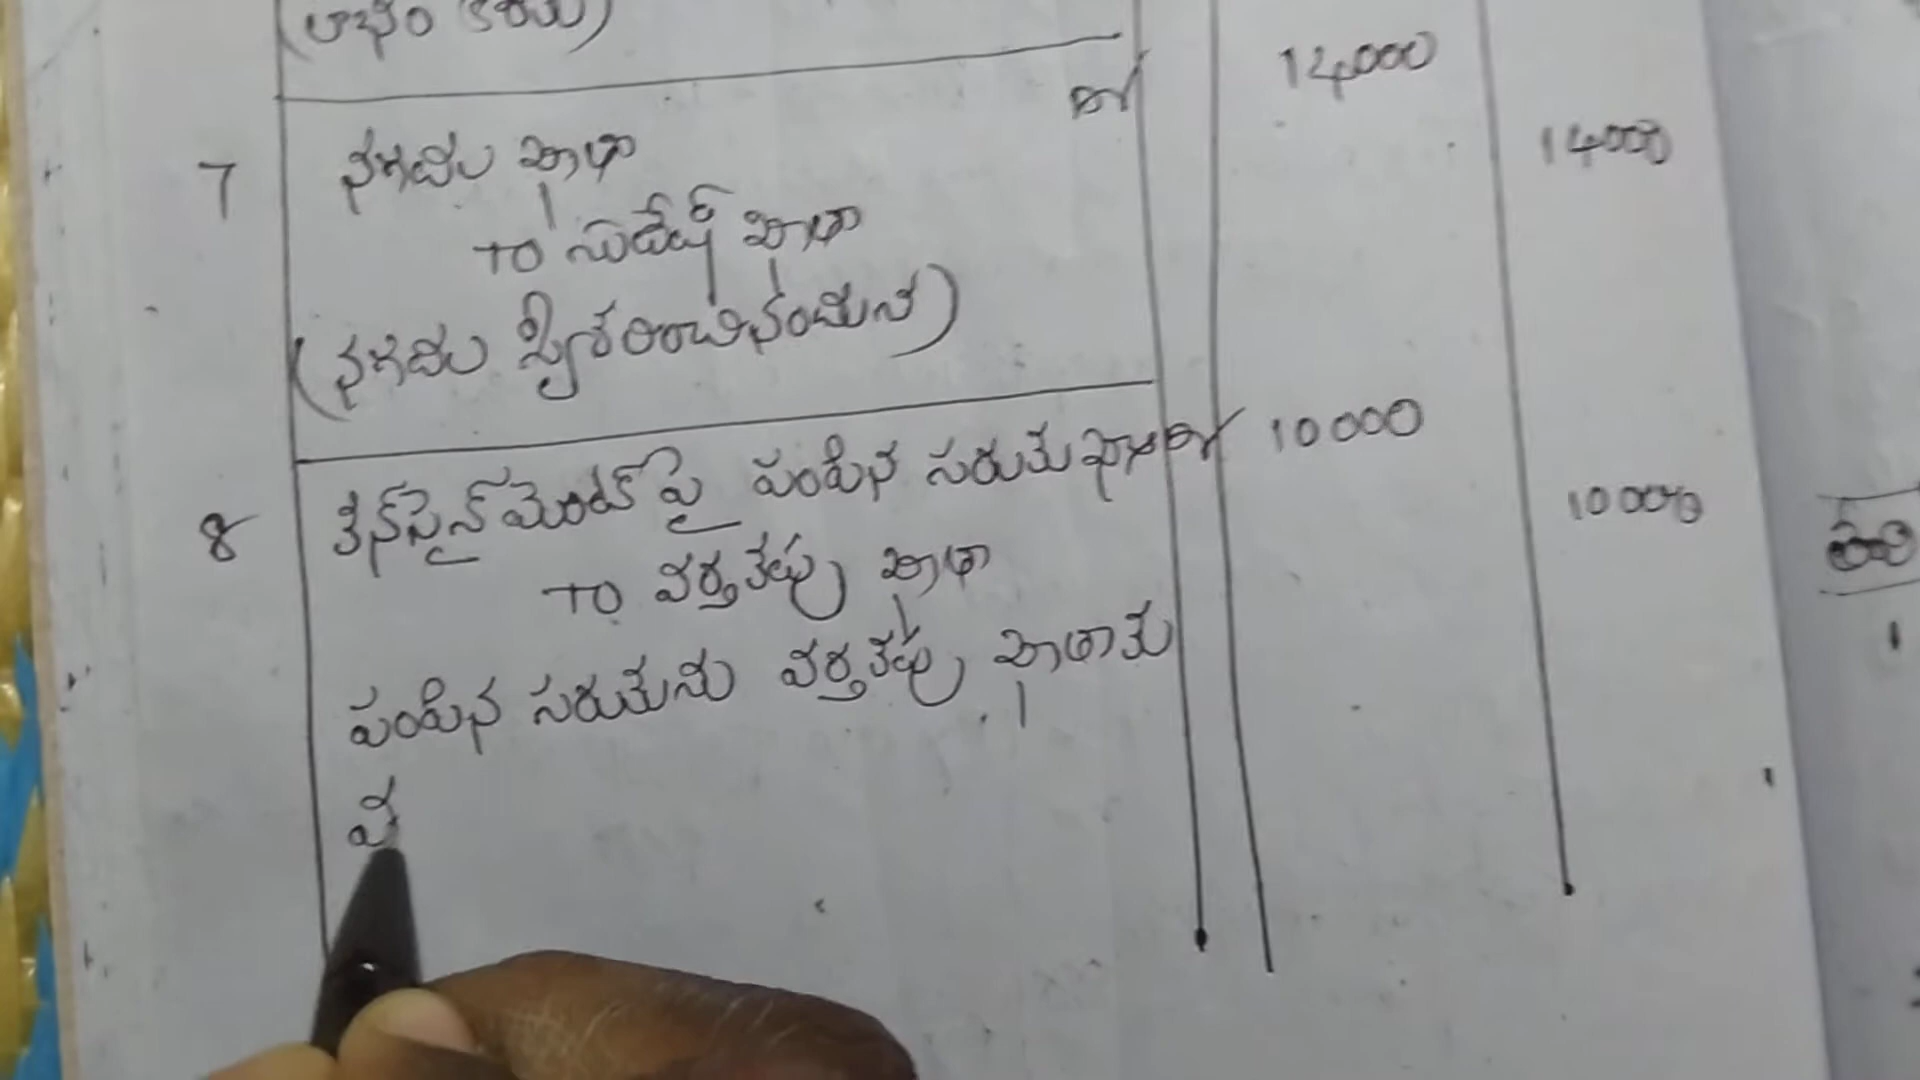 (లాభం కలదు)
Dr 14000
7 నగదు ఖాతా 14000
To సుదేష్ ఖాతా
(నగదు స్వీకరించినందున)
8 కన్‌సైన్‌మెంట్ పై పంపిన సరుకు ఖాతా Dr 10000
To వర్తకపు ఖాతా 10000
పంపిన సరుకును వర్తకపు ఖాతాకు